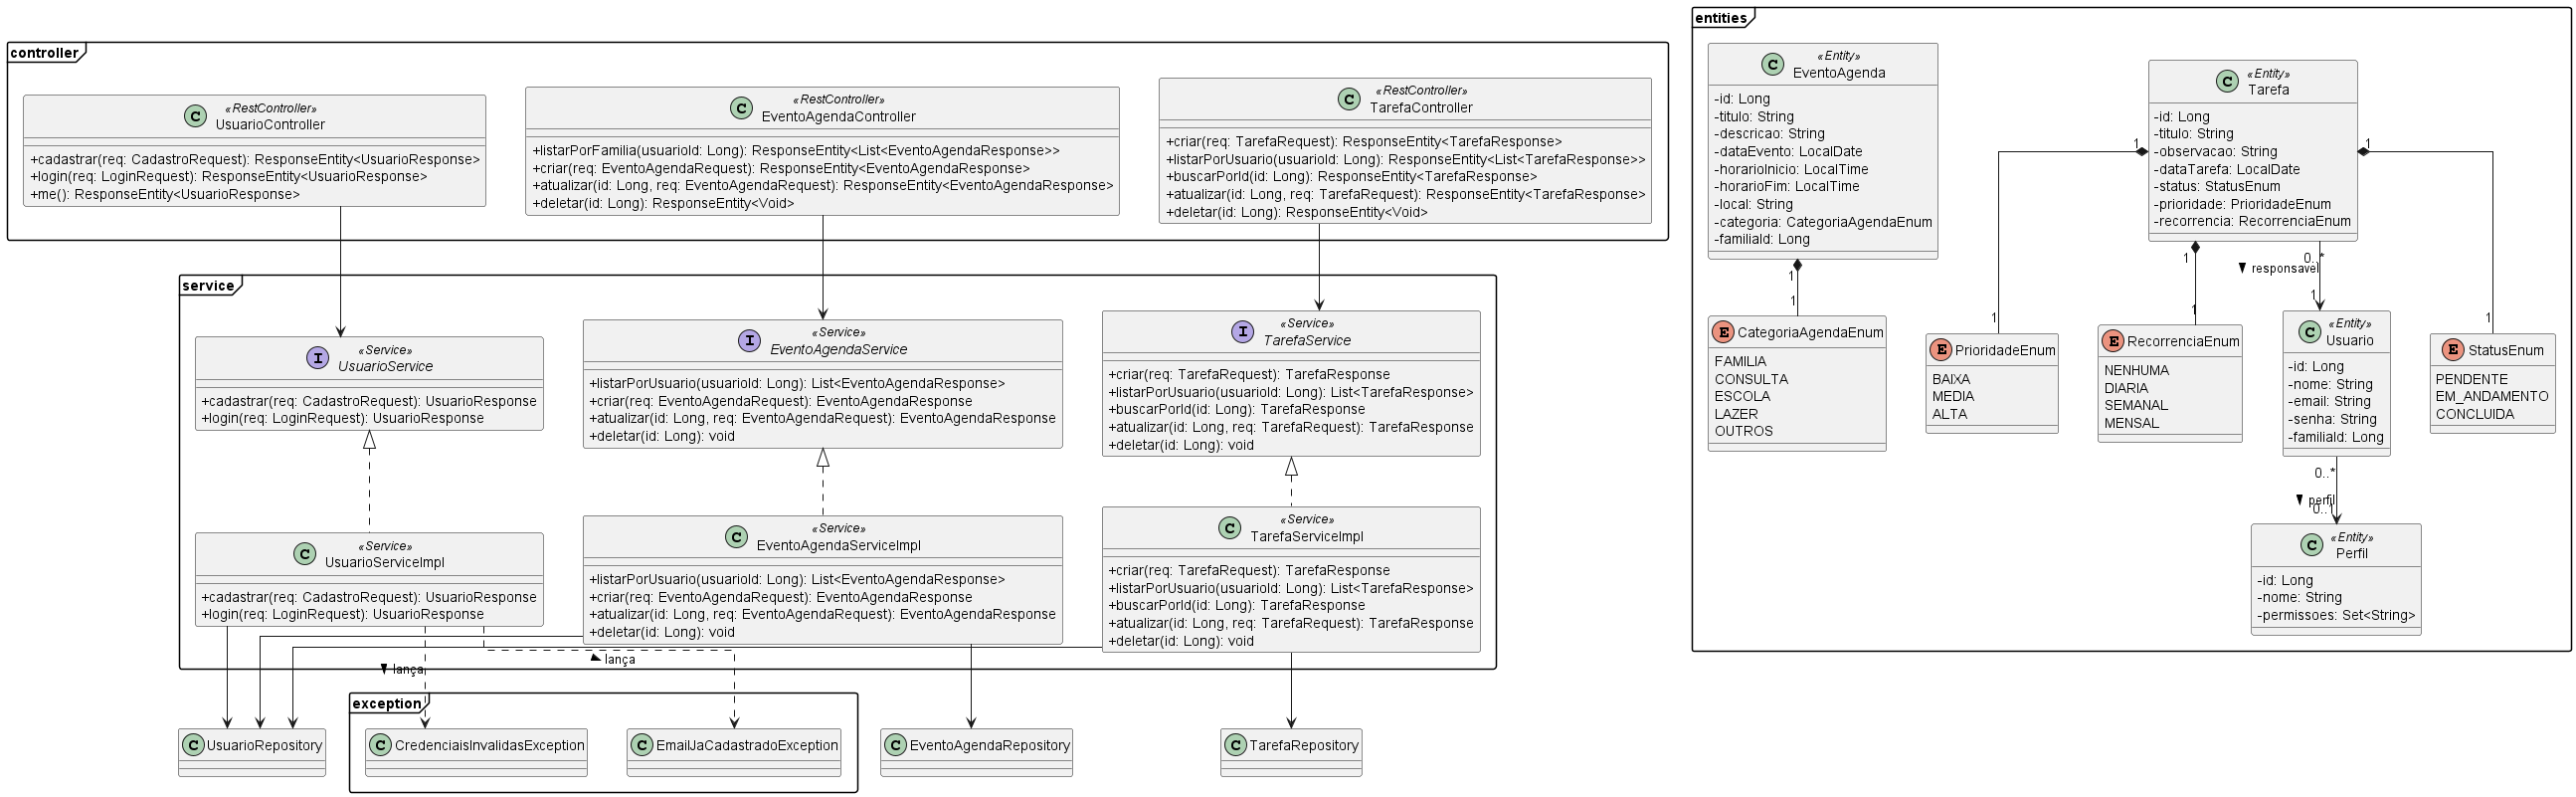 controller
«RestController»
C UsuarioController
+cadastrar(req: CadastroRequest): ResponseEntity<UsuarioResponse>
+login(req: LoginRequest): ResponseEntity<UsuarioResponse>
+me(): ResponseEntity<UsuarioResponse>
«RestController»
C EventoAgendaController
+listarPorFamilia(usuarioId: Long): ResponseEntity<List<EventoAgendaResponse>>
+criar(req: EventoAgendaRequest): ResponseEntity<EventoAgendaResponse>
+atualizar(id: Long, req: EventoAgendaRequest): ResponseEntity<EventoAgendaResponse>
+deletar(id: Long): ResponseEntity<Void>
«RestController»
C TarefaController
+criar(req: TarefaRequest): ResponseEntity<TarefaResponse>
+listarPorUsuario(usuarioId: Long): ResponseEntity<List<TarefaResponse>>
+buscarPorId(id: Long): ResponseEntity<TarefaResponse>
+atualizar(id: Long, req: TarefaRequest): ResponseEntity<TarefaResponse>
+deletar(id: Long): ResponseEntity<Void>
service
«Service»
I UsuarioService
+cadastrar(req: CadastroRequest): UsuarioResponse
+login(req: LoginRequest): UsuarioResponse
«Service»
I EventoAgendaService
+listarPorUsuario(usuarioId: Long): List<EventoAgendaResponse>
+criar(req: EventoAgendaRequest): EventoAgendaResponse
+atualizar(id: Long, req: EventoAgendaRequest): EventoAgendaResponse
+deletar(id: Long): void
«Service»
I TarefaService
+criar(req: TarefaRequest): TarefaResponse
+listarPorUsuario(usuarioId: Long): List<TarefaResponse>
+buscarPorId(id: Long): TarefaResponse
+atualizar(id: Long, req: TarefaRequest): TarefaResponse
+deletar(id: Long): void
«Service»
C UsuarioServiceImpl
+cadastrar(req: CadastroRequest): UsuarioResponse
+login(req: LoginRequest): UsuarioResponse
«Service»
C EventoAgendaServiceImpl
+listarPorUsuario(usuarioId: Long): List<EventoAgendaResponse>
+criar(req: EventoAgendaRequest): EventoAgendaResponse
+atualizar(id: Long, req: EventoAgendaRequest): EventoAgendaResponse
+deletar(id: Long): void
«Service»
C TarefaServiceImpl
+criar(req: TarefaRequest): TarefaResponse
+listarPorUsuario(usuarioId: Long): List<TarefaResponse>
+buscarPorId(id: Long): TarefaResponse
+atualizar(id: Long, req: TarefaRequest): TarefaResponse
+deletar(id: Long): void
lança
lança
C UsuarioRepository
exception
C CredenciaisInvalidasException
C EmailJaCadastradoException
C EventoAgendaRepository
C TarefaRepository
entities
«Entity»
C EventoAgenda
-id: Long
-titulo: String
-descricao: String
-dataEvento: LocalDate
-horarioInicio: LocalTime
-horarioFim: LocalTime
-local: String
-categoria: CategoriaAgendaEnum
-familiaId: Long
1
1
E CategoriaAgendaEnum
FAMILIA
CONSULTA
ESCOLA
LAZER
OUTROS
«Entity»
C Tarefa
-id: Long
-titulo: String
-observacao: String
-dataTarefa: LocalDate
-status: StatusEnum
-prioridade: PrioridadeEnum
-recorrencia: RecorrenciaEnum
1
1
1
0..*
responsavel
1
1
1
1
E PrioridadeEnum
BAIXA
MEDIA
ALTA
E RecorrenciaEnum
NENHUMA
DIARIA
SEMANAL
MENSAL
«Entity»
C Usuario
-id: Long
-nome: String
-email: String
-senha: String
-familiaId: Long
E StatusEnum
PENDENTE
EM_ANDAMENTO
CONCLUIDA
0..*
perfil
0..1
«Entity»
C Perfil
-id: Long
-nome: String
-permissoes: Set<String>